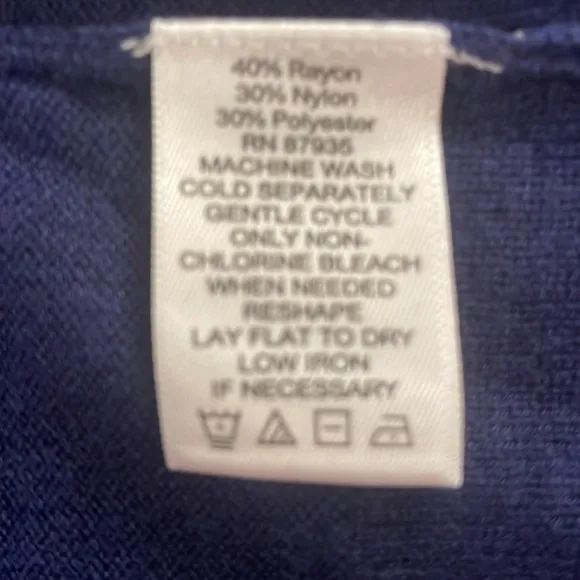 40% Rayon
30% Nylon
30% Polyester
RN 87935
MACHINE WASH
COLD SEPARATELY
GENTLE CYCLE
ONLY NON-
CHLORINE BLEACH
WHEN NEEDED
RESHAPE
LAY FLAT TO DRY
LOW IRON
IF NECESSARY